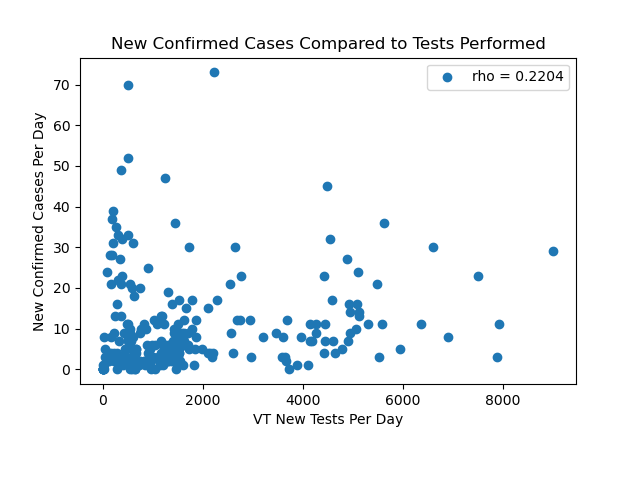 New Confirmed Cases Compared to Tests Performed
rho = 0.2204
New Confirmed Caeses Per Day
70
60
50
40
30
20
10
0
0 2000 4000 6000 8000
VT New Tests Per Day